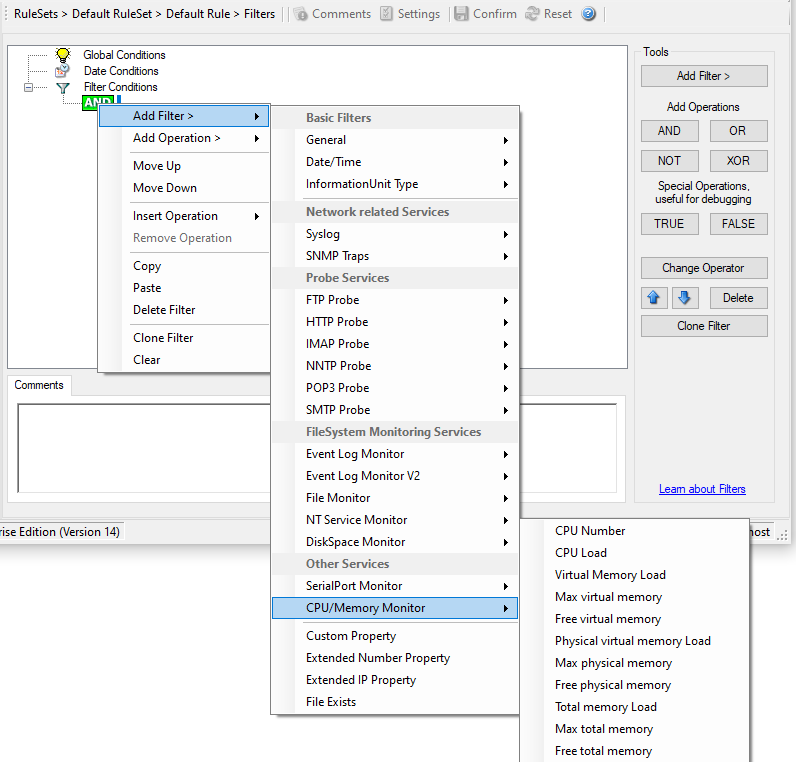 RuleSets > Default RuleSet > Default Rule > Filters
Comments
Settings
Confirm
Reset
Global Conditions
Date Conditions
Filter Conditions
AND
Add Filter >
Add Operation >
Move Up
Move Down
Insert Operation
Remove Operation
Copy
Paste
Delete Filter
Clone Filter
Clear
Basic Filters
General
Date/Time
InformationUnit Type
Network related Services
Syslog
SNMP Traps
Probe Services
FTP Probe
HTTP Probe
IMAP Probe
NNTP Probe
POP3 Probe
SMTP Probe
FileSystem Monitoring Services
Event Log Monitor
Event Log Monitor V2
File Monitor
NT Service Monitor
DiskSpace Monitor
Other Services
SerialPort Monitor
CPU/Memory Monitor
Custom Property
Extended Number Property
Extended IP Property
File Exists
CPU Number
CPU Load
Virtual Memory Load
Max virtual memory
Free virtual memory
Physical virtual memory Load
Max physical memory
Free physical memory
Total memory Load
Max total memory
Free total memory
Tools
Add Filter >
Add Operations
AND
OR
NOT
XOR
Special Operations,
useful for debugging
TRUE
FALSE
Change Operator
Delete
Clone Filter
Learn about Filters
Comments
rise Edition (Version 14)
host